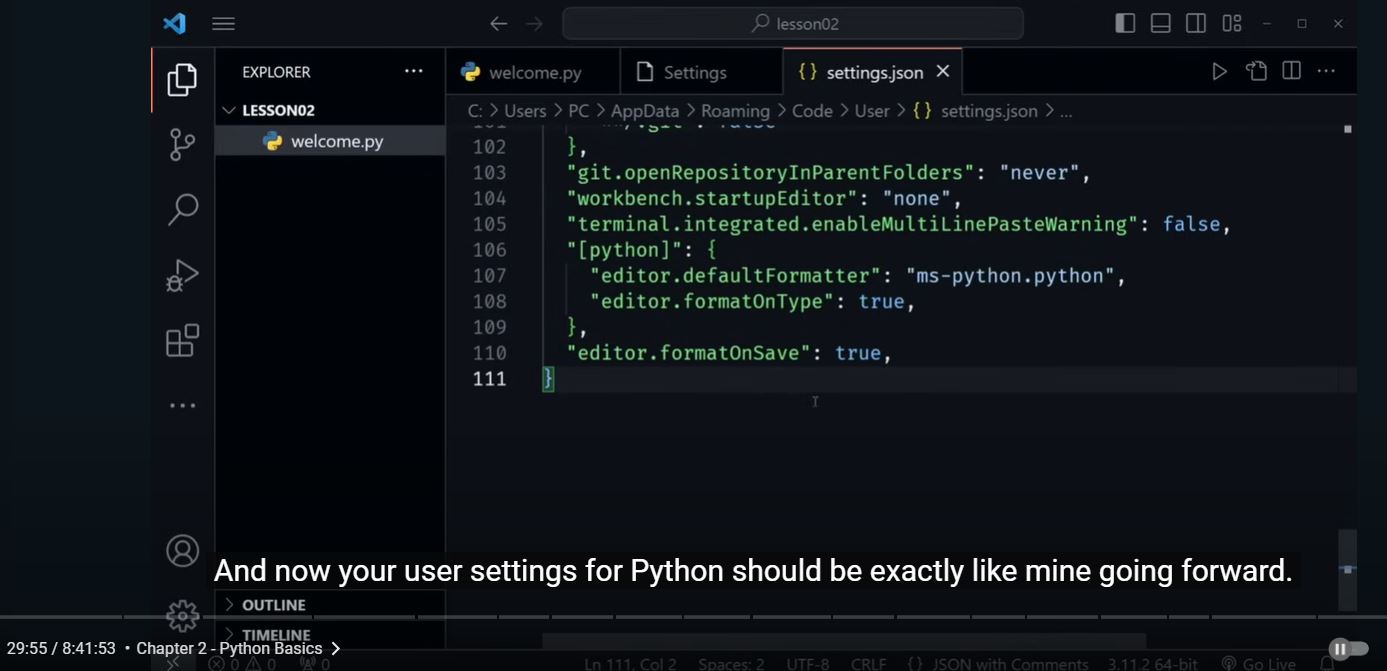 lesson02
EXPLORER
welcome.py
Settings
{} settings.json
LESSON02
welcome.py
C: > Users > PC > AppData > Roaming > Code > User > {} settings.json > ...
102 },
103 "git.openRepositoryInParentFolders": "never",
104 "workbench.startupEditor": "none",
105 "terminal.integrated.enableMultiLinePasteWarning": false,
106 "[python]": {
107 "editor.defaultFormatter": "ms-python.python",
108 "editor.formatOnType": true,
109 },
110 "editor.formatOnSave": true,
111 }
And now your user settings for Python should be exactly like mine going forward.
OUTLINE
TIMELINE
29:55 / 8:41:53 • Chapter 2 - Python Basics >
0 0 0 Ln 111, Col 2 Spaces: 2 UTF-8 CRLF {} JSON with Comments 3.11.2 64-bit Go Live